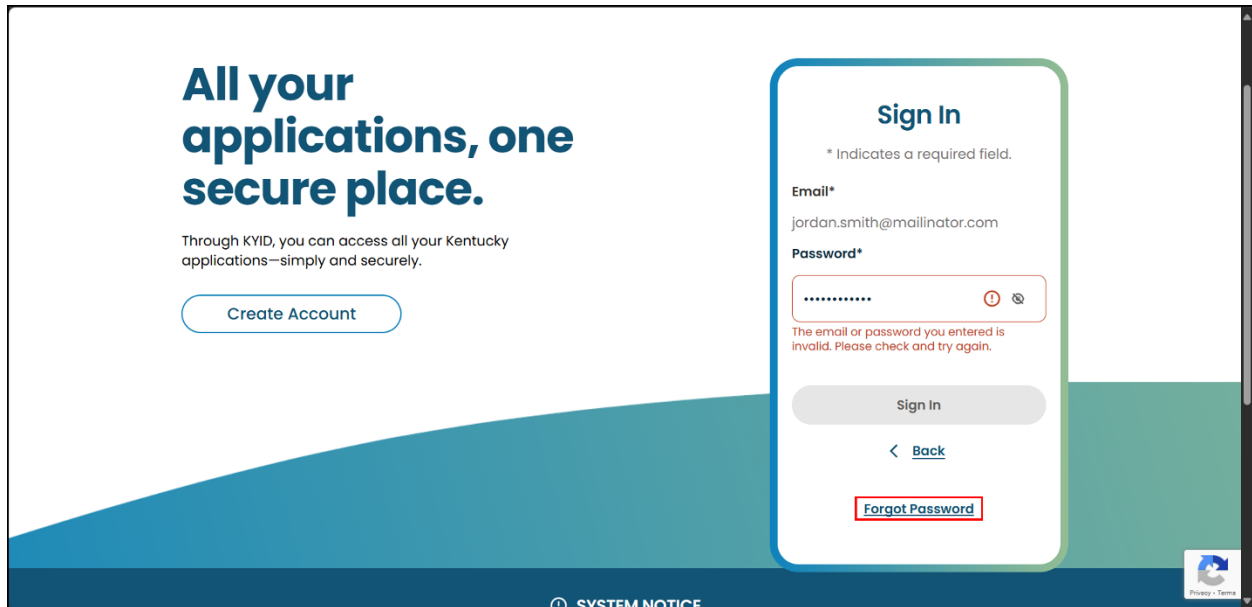 All your
applications, one
secure place.
Through KYID, you can access all your Kentucky
applications—simply and securely.
Create Account
Sign In
* Indicates a required field.
Email*
jordan.smith@mailinator.com
Password*
••••••••••••
The email or password you entered is
invalid. Please check and try again.
Sign In
Back
Forgot Password
SYSTEM NOTICE
Privacy - Terms